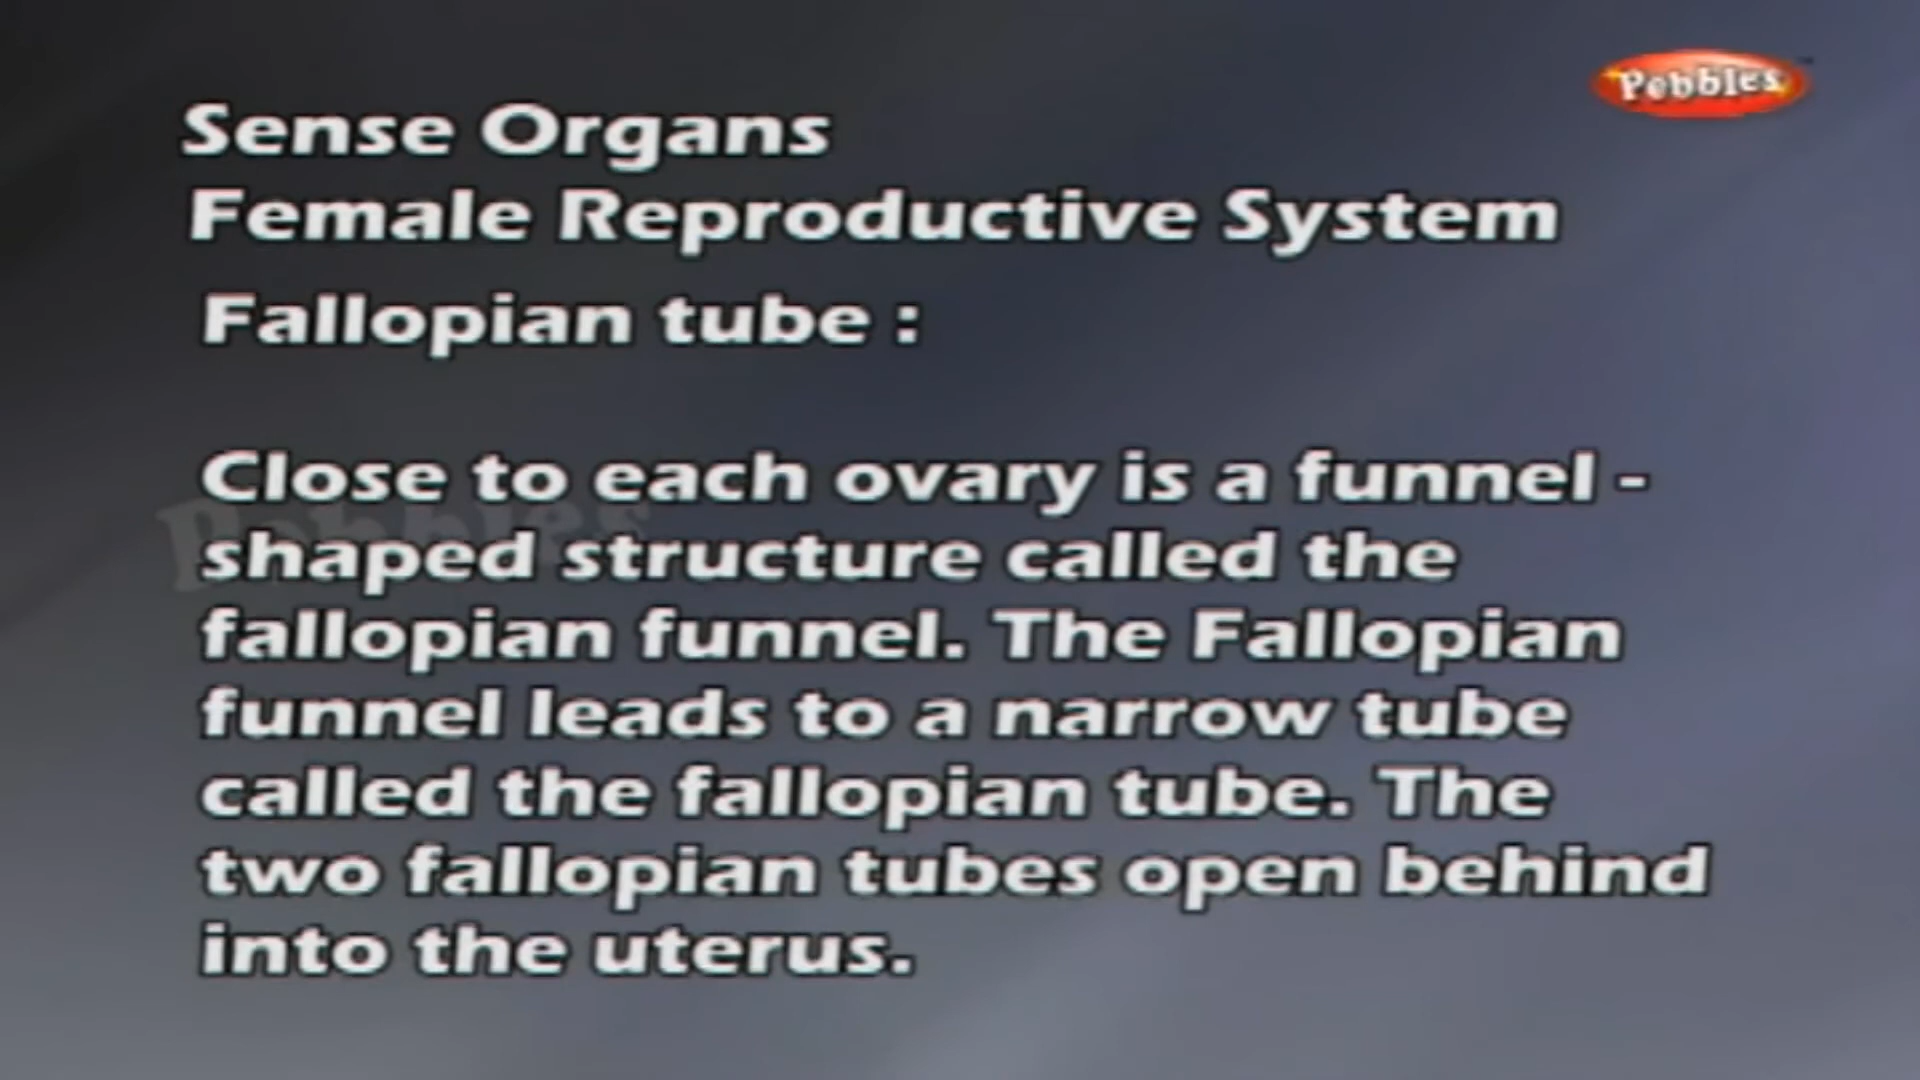 Pebbles
Sense Organs
Female Reproductive System
Fallopian tube :
Close to each ovary is a funnel -
shaped structure called the
fallopian funnel. The Fallopian
funnel leads to a narrow tube
called the fallopian tube. The
two fallopian tubes open behind
into the uterus.
Pebbles